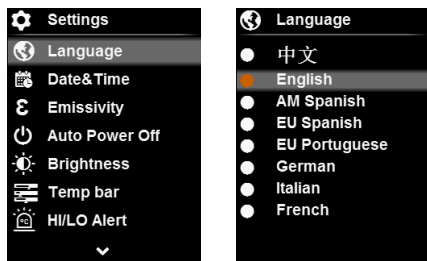 Settings
Language
Date&Time
Emissivity
Auto Power Off
Brightness
Temp bar
HI/LO Alert
Language
中文
English
AM Spanish
EU Spanish
EU Portuguese
German
Italian
French